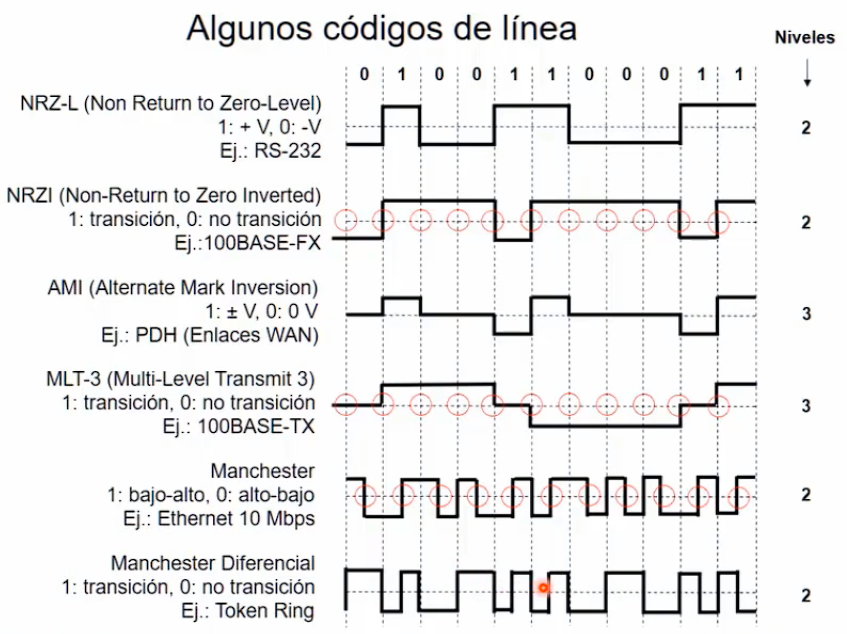 Algunos códigos de línea
Niveles
0 1 0 0 1 1 0 0 0 1 1
NRZ-L (Non Return to Zero-Level)
1: + V, 0: -V
Ej.: RS-232
2
NRZI (Non-Return to Zero Inverted)
1: transición, 0: no transición
Ej.:100BASE-FX
2
AMI (Alternate Mark Inversion)
1: ± V, 0: 0 V
Ej.: PDH (Enlaces WAN)
3
MLT-3 (Multi-Level Transmit 3)
1: transición, 0: no transición
Ej.: 100BASE-TX
3
Manchester
1: bajo-alto, 0: alto-bajo
Ej.: Ethernet 10 Mbps
2
Manchester Diferencial
1: transición, 0: no transición
Ej.: Token Ring
2